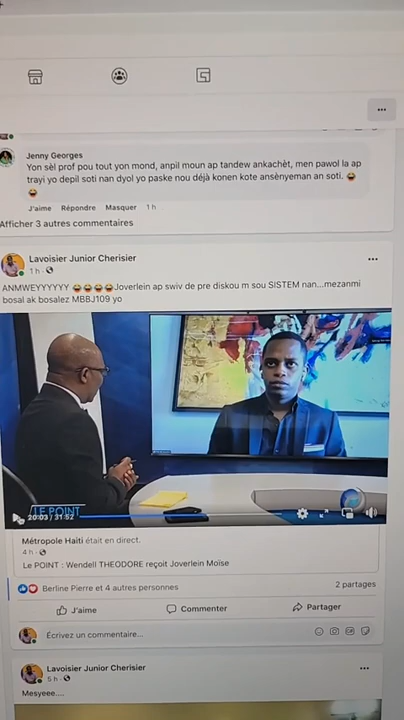 Jenny Georges
Yon sèl prof pou tout yon mond, anpil moun ap tandew ankachèt, men pawol la ap
trayi yo depil soti nan dyol yo paske nou déjà konen kote ansènyeman an soti. 😂
😂
J'aime Répondre Masquer 1 h
Afficher 3 autres commentaires
Lavoisier Junior Cherisier
1 h
ANMWEYYYYYY 😂😂😂😂Joverlein ap swiv de pre diskou m sou SISTEM nan...mezanmi
bosal ak bosalez MBBJ109 yo
LE POINT
20:03 / 31:52
Métropole Haiti était en direct.
4 h
Le POINT : Wendell THEODORE reçoit Joverlein Moïse
Berline Pierre et 4 autres personnes
2 partages
J'aime
Commenter
Partager
Écrivez un commentaire...
Lavoisier Junior Cherisier
5 h
Mesyeee....